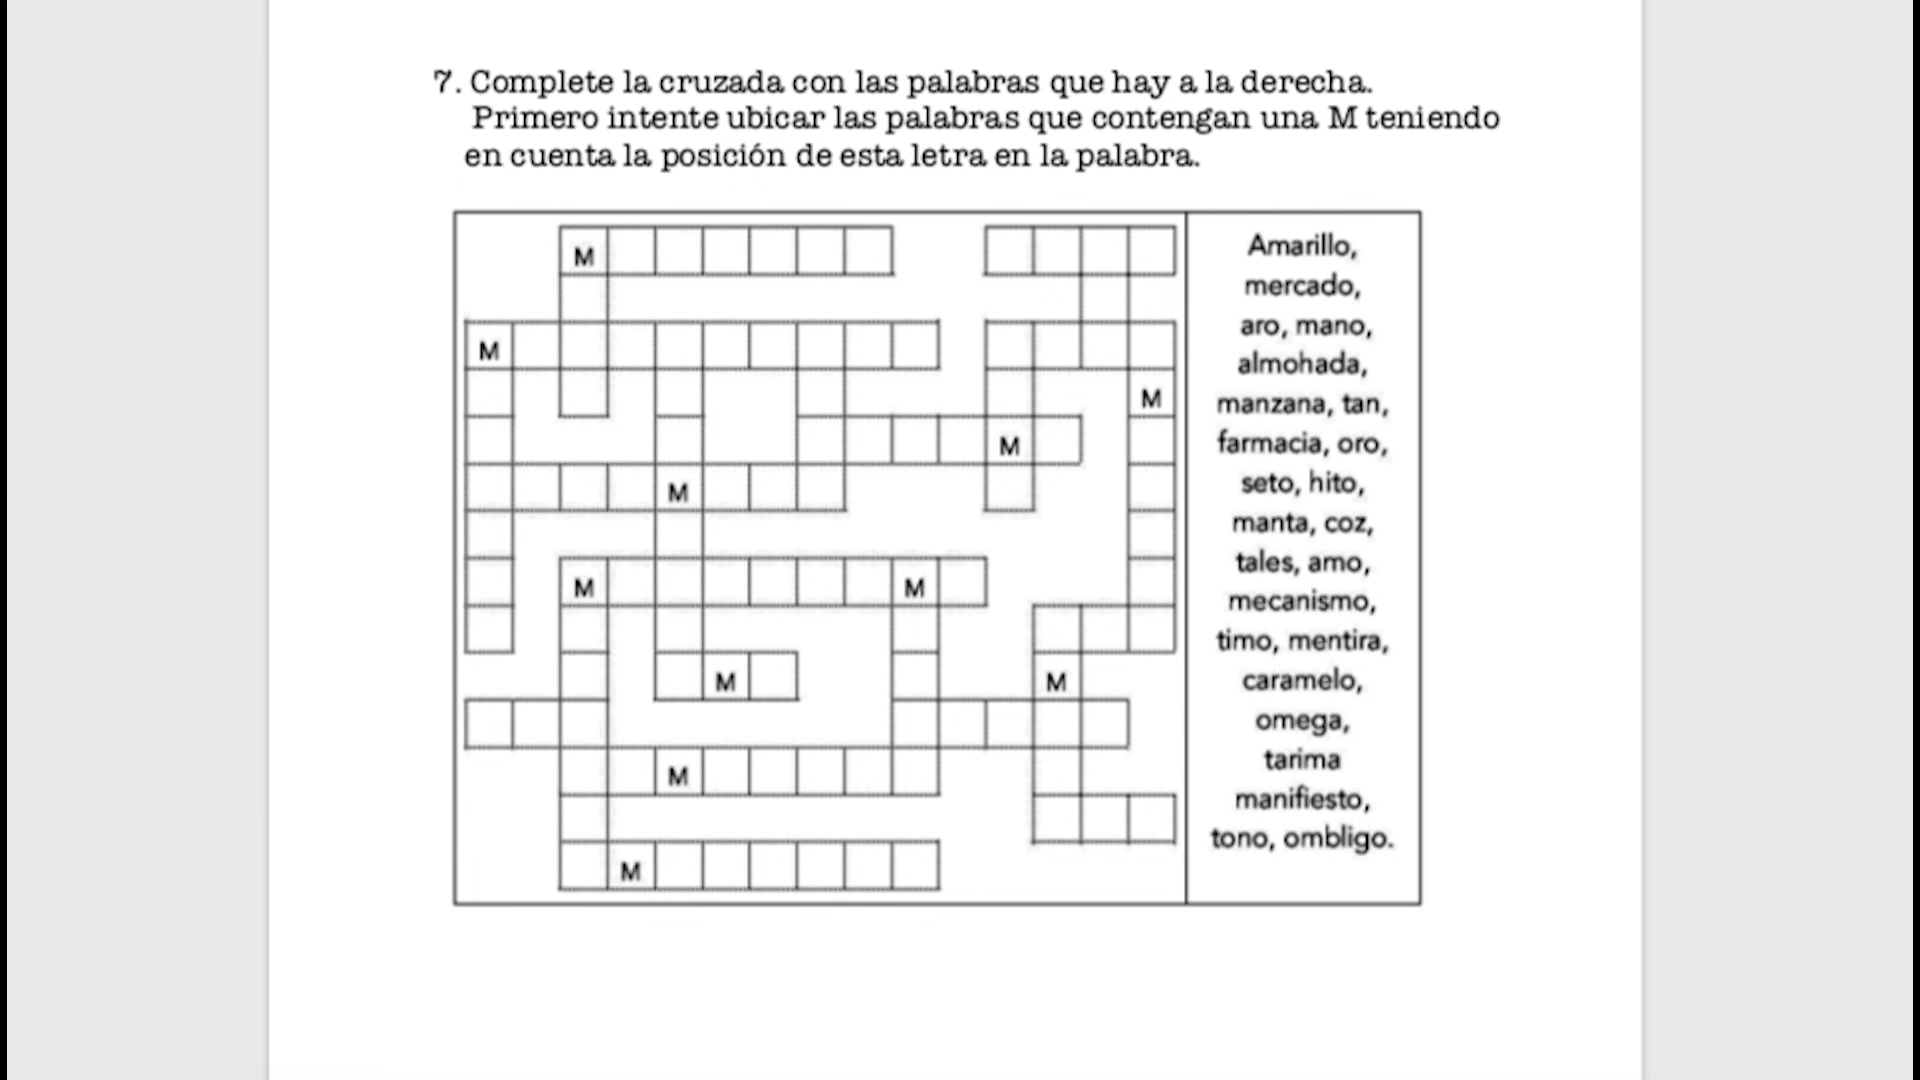 7. Complete la cruzada con las palabras que hay a la derecha.
Primero intente ubicar las palabras que contengan una M teniendo
en cuenta la posición de esta letra en la palabra.
M
Amarillo,
mercado,
aro, mano,
M
almohada,
M
manzana, tan,
M
farmacia, oro,
M
seto, hito,
manta, coz,
tales, amo,
M M
mecanismo,
timo, mentira,
M M
caramelo,
omega,
tarima
M
manifiesto,
tono, ombligo.
M